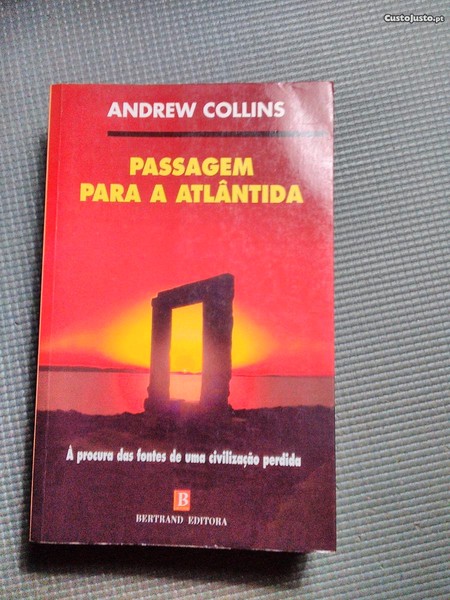 CustoJusto.pt
ANDREW COLLINS
PASSAGEM
PARA A ATLÂNTIDA
À procura das fontes de uma civilização perdida
B
BERTRAND EDITORA